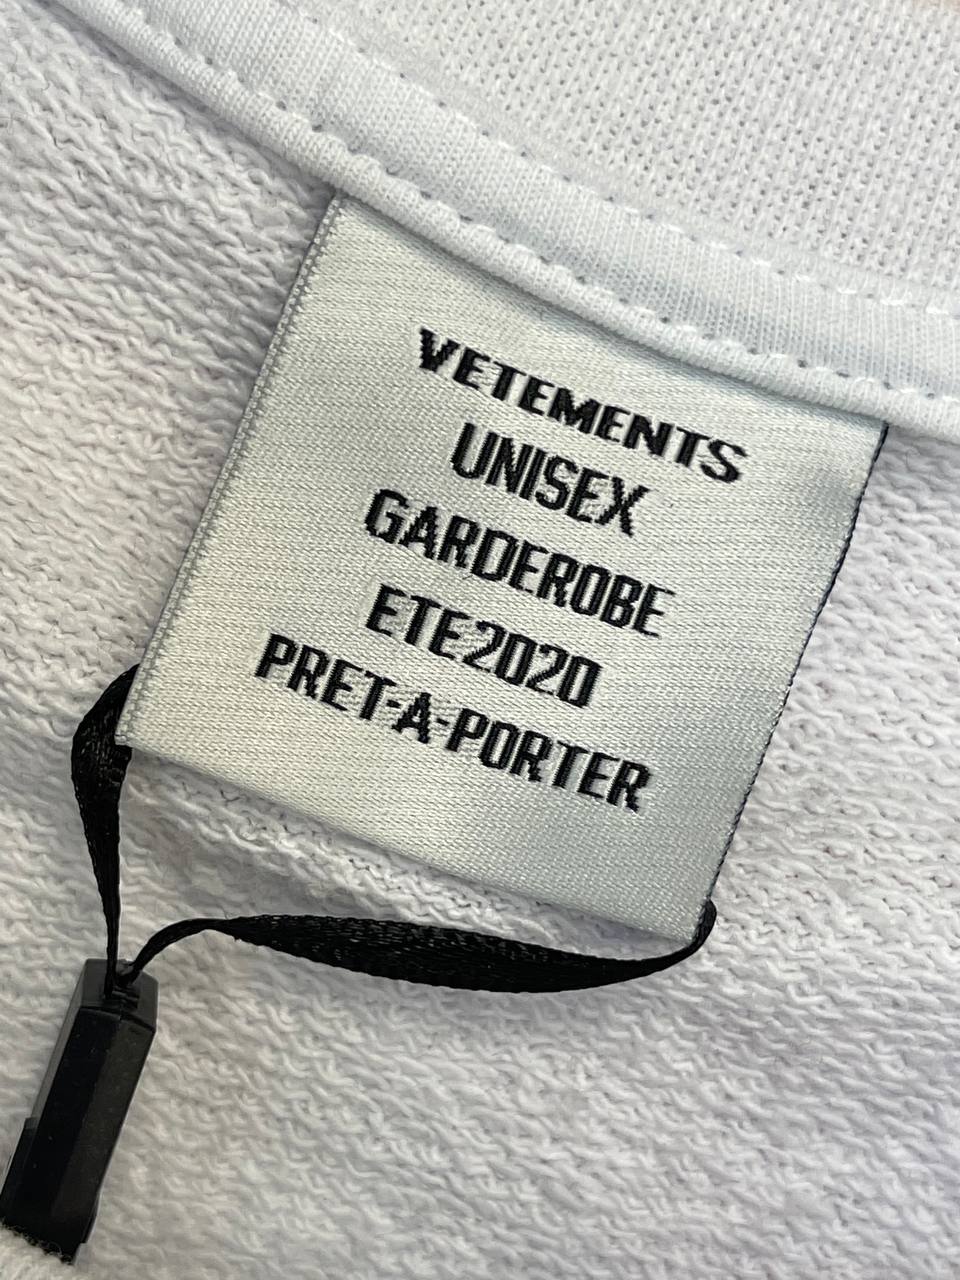 VETEMENTS
UNISEX
GARDEROBE
ETE2020
PRET-A-PORTER